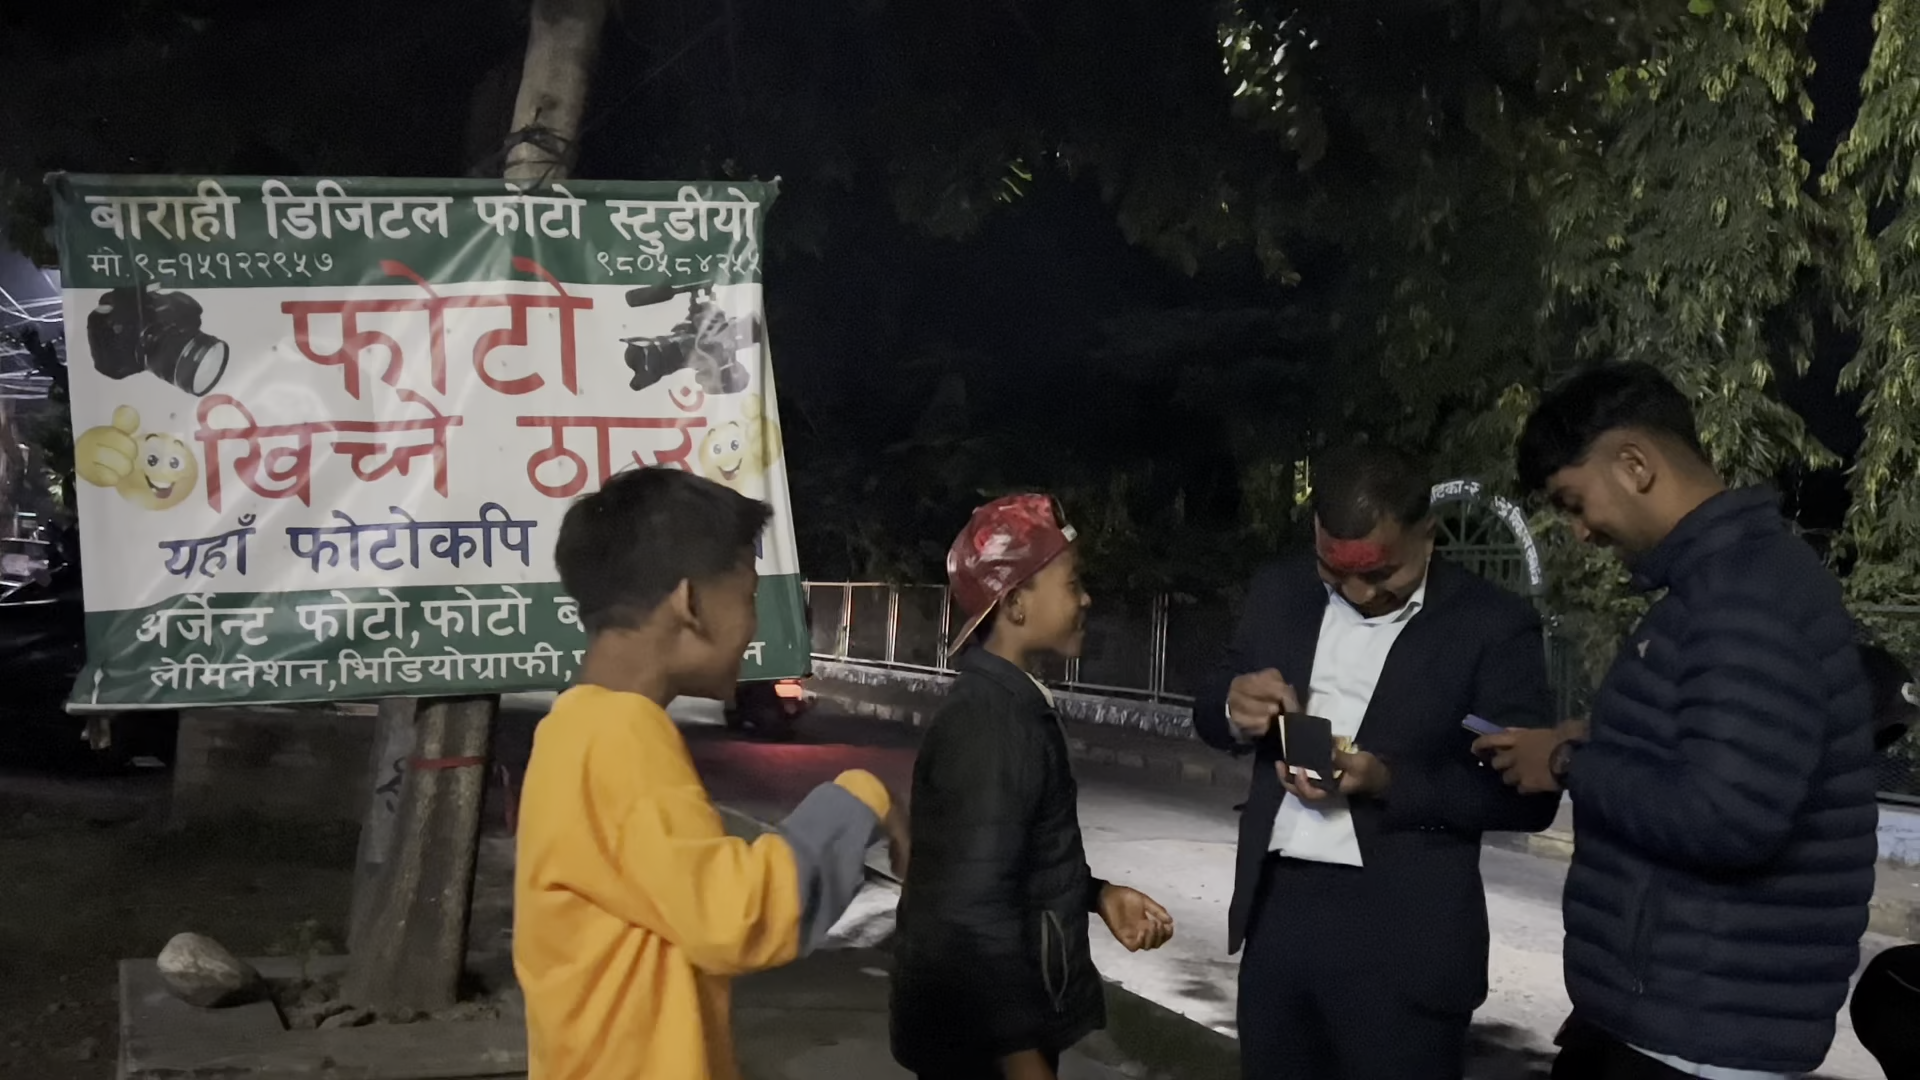 बाराही डिजिटल फोटो स्टुडीयो
मो.९८१५१२२९५७ ९८०५८४२५५
फोटो
खिच्ने ठाउँ
यहाँ फोटोकपि
अर्जेन्ट फोटो,फोटो
लेमिनेशन,भिडियोग्राफी,